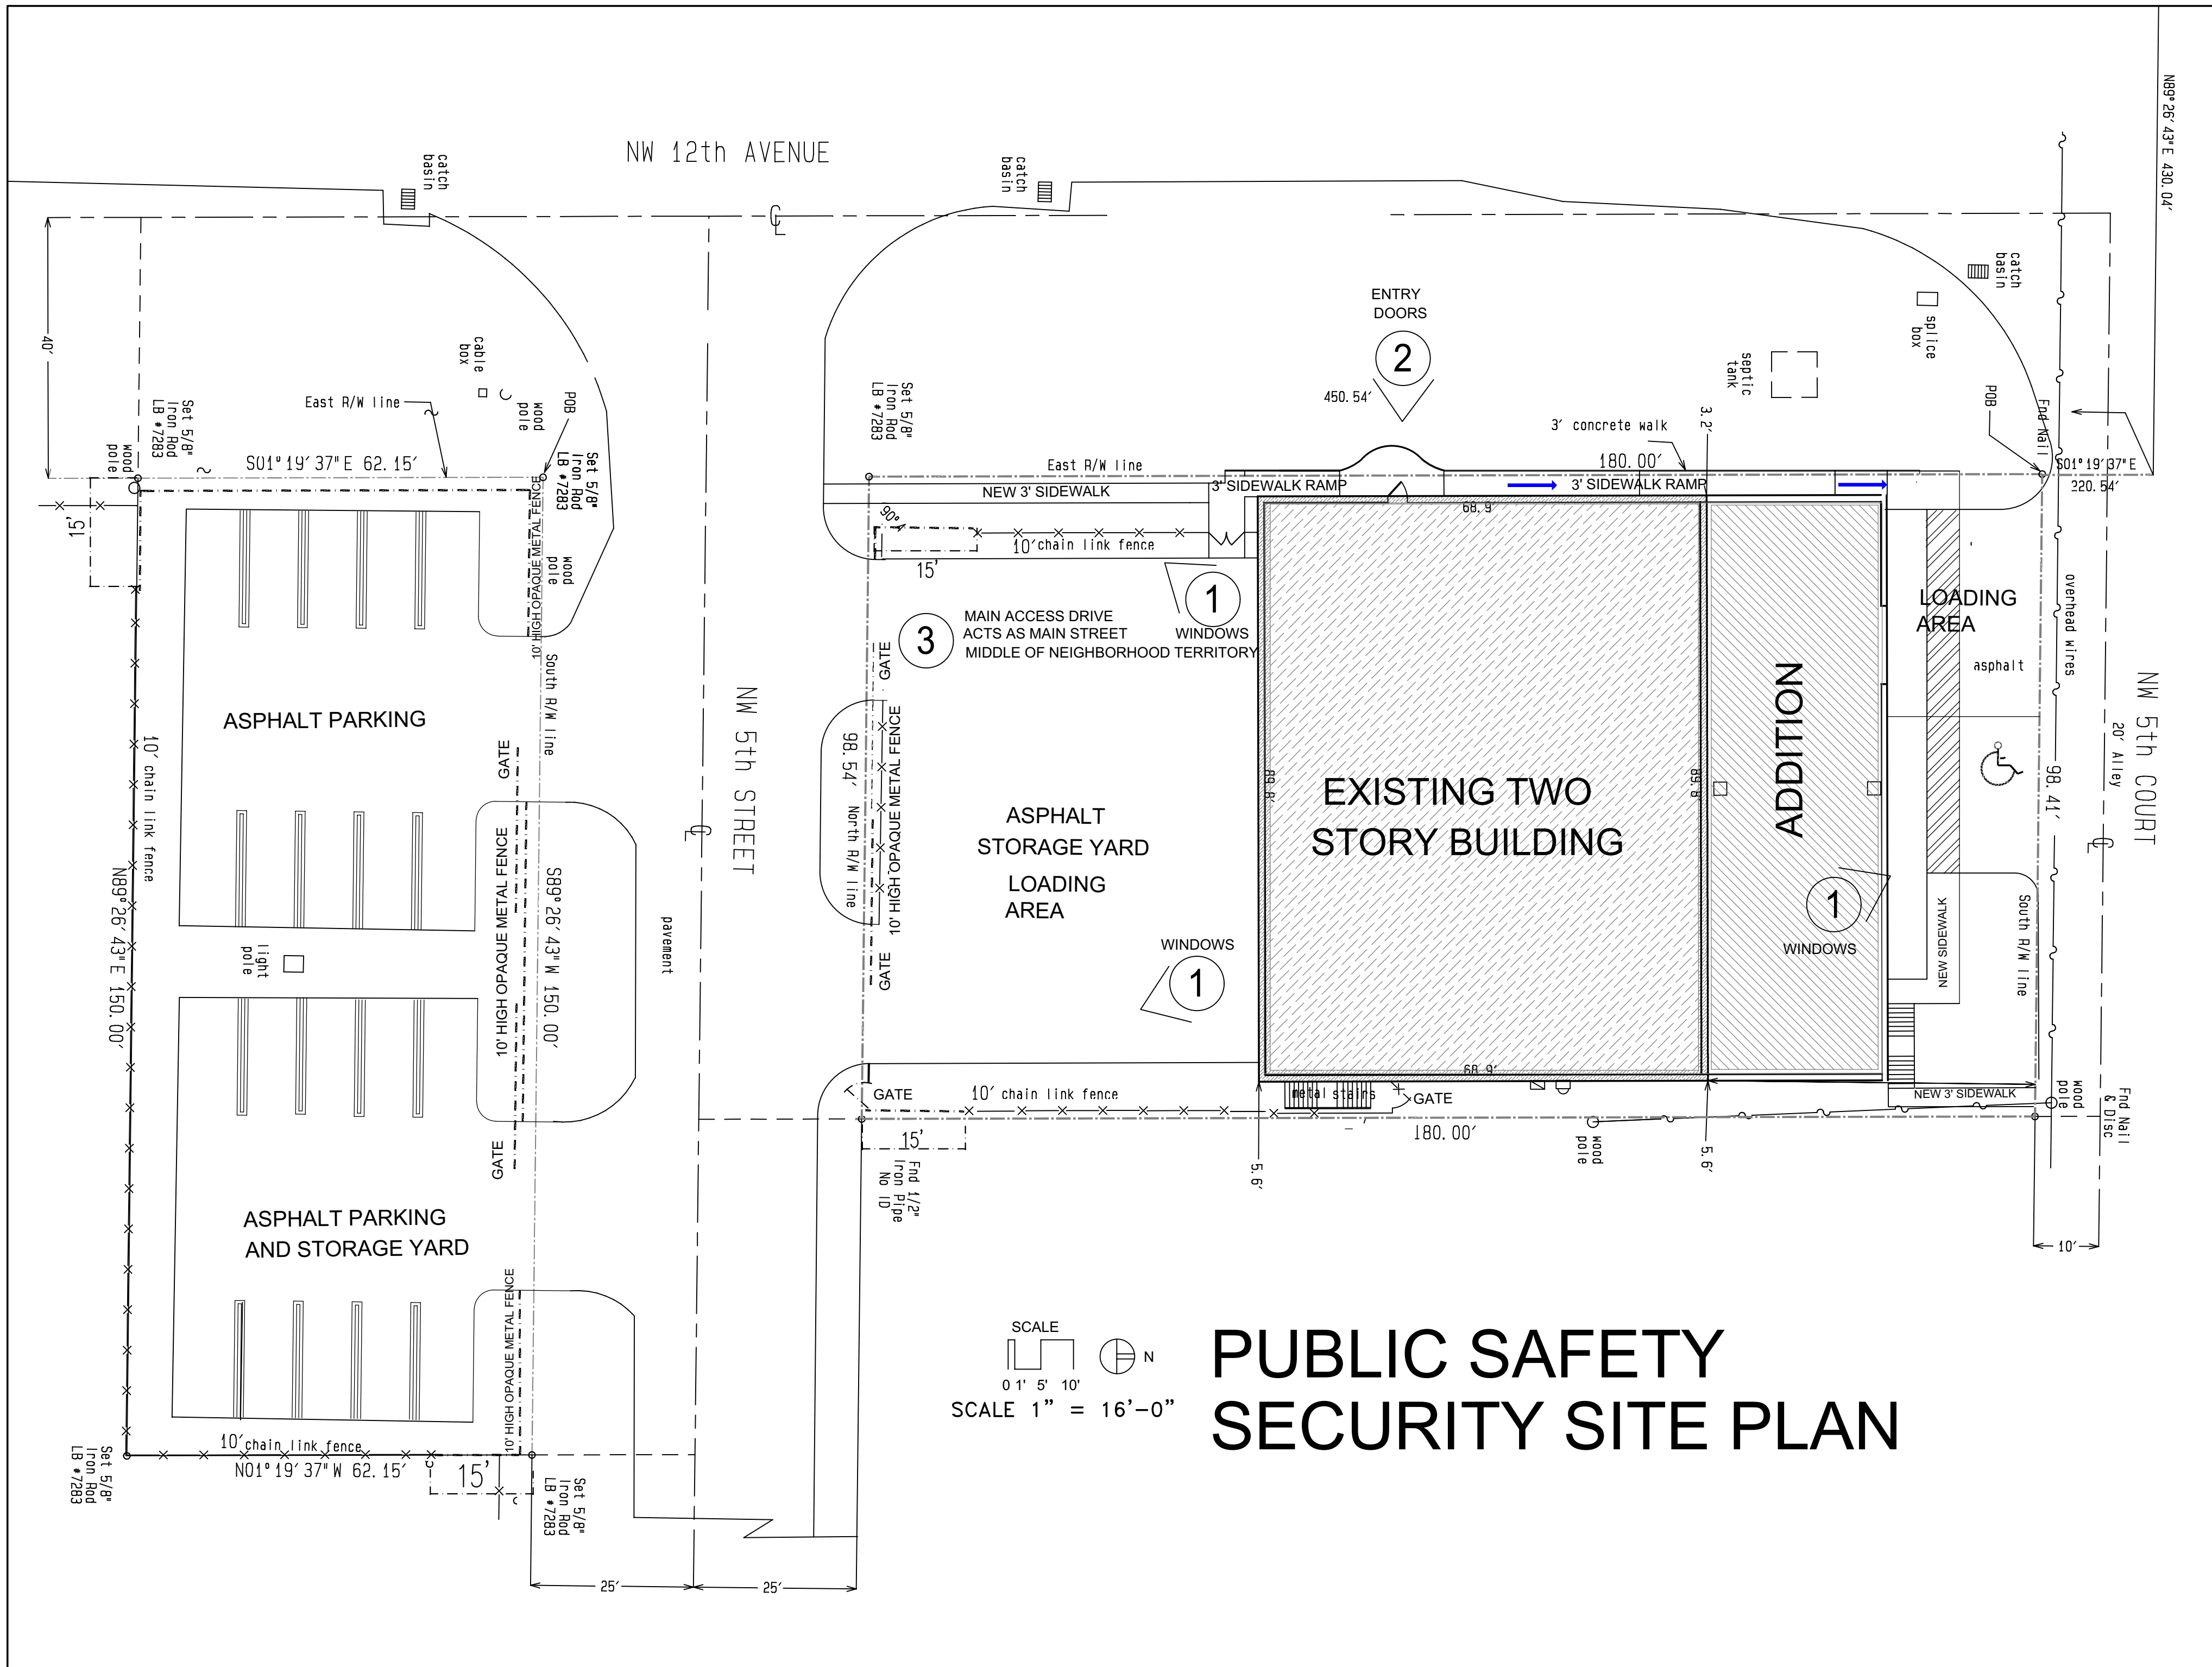 N89°26'43"E 430.04'
NW 12th AVENUE
catch
basin
catch
basin
catch
basin
40'
cable
box
wood
pole
POB
East R/W line
Set 5/8"
Iron Rod
LB #7283
wood
pole
S01°19'37"E 62.15'
Set 5/8"
Iron Rod
LB #7283
15'
10' HIGH OPAQUE METAL FENCE
wood
pole
South R/W line
Set 5/8"
Iron Rod
LB #7283
ENTRY
DOORS
2
450.54'
septic
tank
splice
box
POB
Fnd Nail
3.2'
3' concrete walk
180.00'
East R/W line
S01°19'37"E
320.54'
NEW 3' SIDEWALK
3' SIDEWALK RAMP
3' SIDEWALK RAMP
68.9
90°
10' chain link fence
15'
1
WINDOWS
3
MAIN ACCESS DRIVE
ACTS AS MAIN STREET
MIDDLE OF NEIGHBORHOOD TERRITORY
GATE
LOADING
AREA
asphalt
overhead wires
NW 5th COURT
20' Alley
98.41'
ASPHALT PARKING
10' chain link fence
N89°26'43"E 150.00'
GATE
10' HIGH OPAQUE METAL FENCE
10' HIGH OPAQUE METAL FENCE
S89°26'43"W 150.00'
GATE
NW 5th STREET
pavement
98.54'
North R/W line
10' HIGH OPAQUE METAL FENCE
GATE
ASPHALT
STORAGE YARD
LOADING
AREA
89.8'
EXISTING TWO
STORY BUILDING
89.8'
ADDITION
1
WINDOWS
WINDOWS
1
NEW SIDEWALK
South R/W line
light
pole
68.9'
GATE
10' chain link fence
metal stairs
GATE
NEW 3' SIDEWALK
wood
pole
Fnd Nail
& Disc
15'
Fnd 1/2"
Iron Pipe
No ID
180.00'
wood
pole
5.6'
5.6'
10'
ASPHALT PARKING
AND STORAGE YARD
10' HIGH OPAQUE METAL FENCE
10' chain link fence
N01°19'37"W 62.15'
15'
Set 5/8"
Iron Rod
LB #7283
Set 5/8"
Iron Rod
LB #7283
25'
25'
SCALE
0 1' 5' 10'
N
SCALE 1" = 16'-0"
PUBLIC SAFETY
SECURITY SITE PLAN